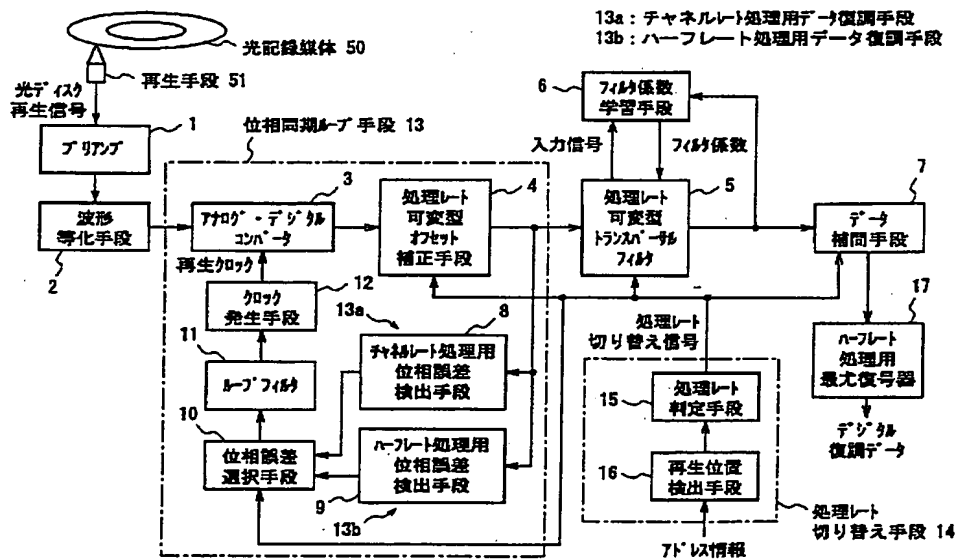 13a : チャネルレート処理用データ復調手段
13b : ハーフレート処理用データ復調手段
光記録媒体 50
再生手段 51
光ディスク
再生信号
1
プリアンプ
波形
等化手段
2
位相同期ループ手段 13
3
アナログ・デジタル
コンバータ
再生クロック
4
処理レート
可変型
オフセット
補正手段
6
フィルタ係数
学習手段
入力信号
フィルタ係数
5
処理レート
可変型
トランスバーサル
フィルタ
7
データ
補間手段
12
クロック
発生手段
13a
8
チャネルレート処理用
位相誤差
検出手段
11
ループフィルタ
10
位相誤差
選択手段
ハーフレート処理用
位相誤差
検出手段
9
13b
処理レート
切り替え信号
15
処理レート
判定手段
16
再生位置
検出手段
アドレス情報
処理レート
切り替え手段 14
17
ハーフレート
処理用
最尤復号器
デジタル
復調データ